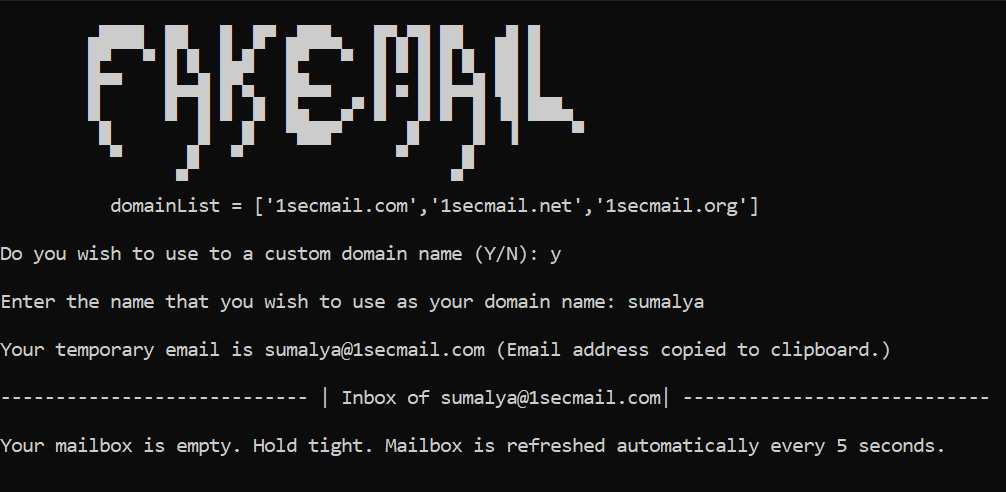 FAKEMAIL
domainList = ['1secmail.com','1secmail.net','1secmail.org']
Do you wish to use to a custom domain name (Y/N): y
Enter the name that you wish to use as your domain name: sumalya
Your temporary email is sumalya@1secmail.com (Email address copied to clipboard.)
---------------------------- | Inbox of sumalya@1secmail.com| ----------------------------
Your mailbox is empty. Hold tight. Mailbox is refreshed automatically every 5 seconds.